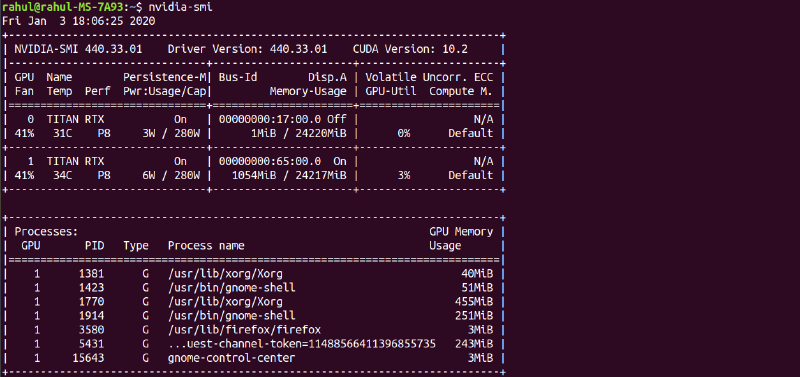 rahul@rahul-MS-7A93:~$ nvidia-smi
Fri Jan  3 18:06:25 2020
+-----------------------------------------------------------------------------+
| NVIDIA-SMI 440.33.01    Driver Version: 440.33.01    CUDA Version: 10.2     |
|-------------------------------+----------------------+----------------------+
| GPU  Name        Persistence-M| Bus-Id        Disp.A | Volatile Uncorr. ECC |
| Fan  Temp  Perf  Pwr:Usage/Cap|         Memory-Usage | GPU-Util  Compute M. |
|===============================+======================+======================|
|   0  TITAN RTX           On   | 00000000:17:00.0 Off |                  N/A |
| 41%   31C    P8     3W / 280W |      1MiB / 24220MiB |      0%      Default |
+-------------------------------+----------------------+----------------------+
|   1  TITAN RTX           On   | 00000000:65:00.0  On |                  N/A |
| 41%   34C    P8     6W / 280W |   1054MiB / 24217MiB |      3%      Default |
+-------------------------------+----------------------+----------------------+

+-----------------------------------------------------------------------------+
| Processes:                                                       GPU Memory |
|  GPU       PID   Type   Process name                             Usage      |
|=============================================================================|
|    1      1381      G   /usr/lib/xorg/Xorg                            40MiB |
|    1      1423      G   /usr/bin/gnome-shell                          51MiB |
|    1      1770      G   /usr/lib/xorg/Xorg                           455MiB |
|    1      1914      G   /usr/bin/gnome-shell                         251MiB |
|    1      3580      G   /usr/lib/firefox/firefox                       3MiB |
|    1      5431      G   ...uest-channel-token=11488566411396855735   243MiB |
|    1     15643      G   gnome-control-center                           3MiB |
+-----------------------------------------------------------------------------+